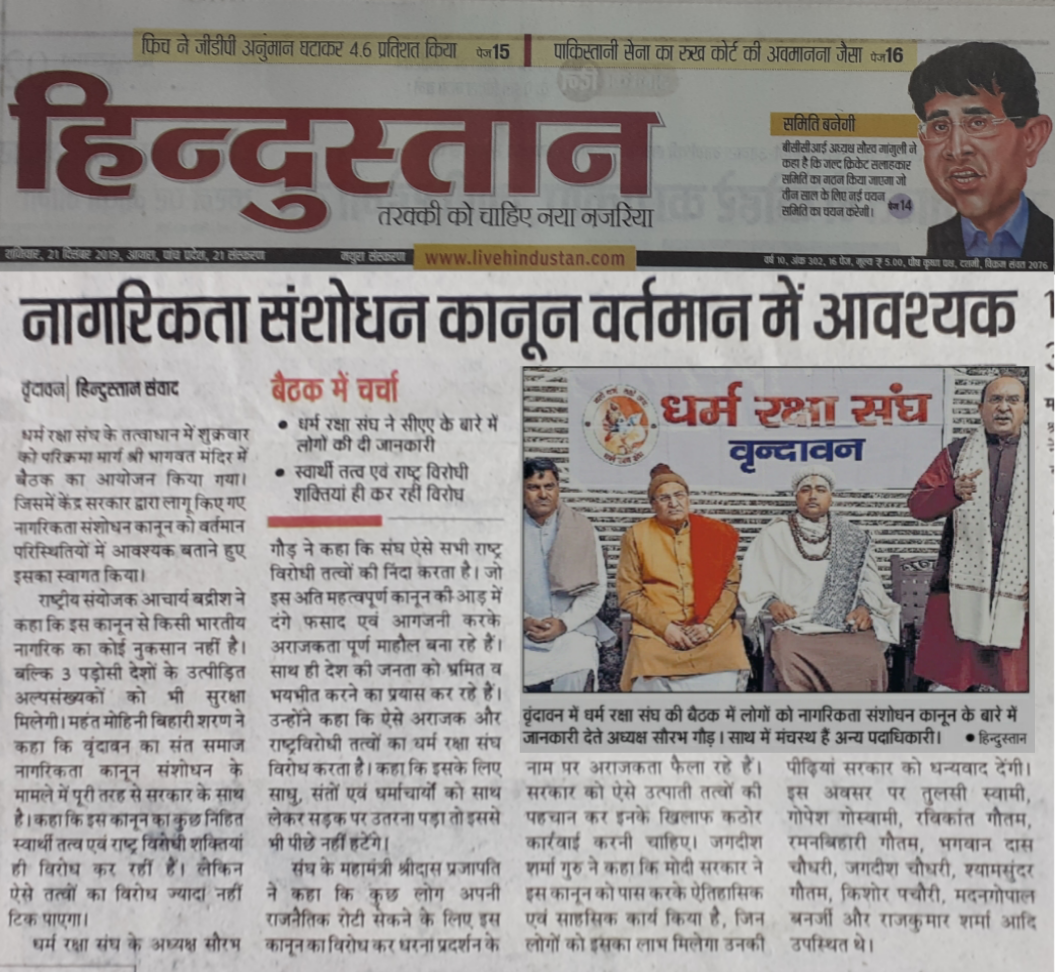 फिच ने जीडीपी अनुमान घटाकर 4.6 प्रतिशत किया पेज 15
पाकिस्तानी सेना का रुख कोर्ट की अवमानना जैसा पेज 16
हिन्दुस्तान
तरक्की को चाहिए नया नजरिया
समिति बनेगी
बीसीसीआई अध्यक्ष सौरव गांगुली ने
कहा है कि जल्द क्रिकेट सलाहकार
समिति का गठन किया जाएगा जो
तीन साल के लिए नई चयन
समिति का चयन करेगी। पेज 14
शनिवार, 21 दिसंबर 2019, आगरा, पांच प्रदेश, 21 संस्करण
मथुरा संस्करण
www.livehindustan.com
वर्ष 10, अंक 302, 16 पेज, मूल्य ₹ 5.00, पौष कृष्ण पक्ष, दशमी, विक्रम संवत 2076
नागरिकता संशोधन कानून वर्तमान में आवश्यक
वृंदावन| हिन्दुस्तान संवाद
धर्म रक्षा संघ के तत्वाधान में शुक्रवार
को परिक्रमा मार्ग श्री भागवत मंदिर में
बैठक का आयोजन किया गया।
जिसमें केंद्र सरकार द्वारा लागू किए गए
नागरिकता संशोधन कानून को वर्तमान
परिस्थितियों में आवश्यक बताने हुए
इसका स्वागत किया।
राष्ट्रीय संयोजक आचार्य बद्रीश ने
कहा कि इस कानून से किसी भारतीय
नागरिक का कोई नुकसान नहीं है।
बल्कि 3 पड़ोसी देशों के उत्पीड़ित
अल्पसंख्यकों को भी सुरक्षा
मिलेगी। महंत मोहिनी बिहारी शरण ने
कहा कि वृंदावन का संत समाज
नागरिकता कानून संशोधन के
मामले में पूरी तरह से सरकार के साथ
है। कहा कि इस कानून का कुछ निहित
स्वार्थी तत्व एवं राष्ट्र विरोधी शक्तियां
ही विरोध कर रहीं हैं। लेकिन
ऐसे तत्वों का विरोध ज्यादा नहीं
टिक पाएगा।
धर्म रक्षा संघ के अध्यक्ष सौरभ
बैठक में चर्चा
• धर्म रक्षा संघ ने सीएए के बारे में
लोगों की दी जानकारी
• स्वार्थी तत्व एवं राष्ट्र विरोधी
शक्तियां ही कर रहीं विरोध
गौड़ ने कहा कि संघ ऐसे सभी राष्ट्र
विरोधी तत्वों की निंदा करता है। जो
इस अति महत्वपूर्ण कानून की आड़ में
दंगे फसाद एवं आगजनी करके
अराजकता पूर्ण माहौल बना रहे हैं।
साथ ही देश की जनता को भ्रमित व
भयभीत करने का प्रयास कर रहे हैं।
उन्होंने कहा कि ऐसे अराजक और
राष्ट्रविरोधी तत्वों का धर्म रक्षा संघ
विरोध करता है। कहा कि इसके लिए
साधु, संतों एवं धर्माचार्यों को साथ
लेकर सड़क पर उतरना पड़ा तो इससे
भी पीछे नहीं हटेंगे।
संघ के महामंत्री श्रीदास प्रजापति
ने कहा कि कुछ लोग अपनी
राजनैतिक रोटी सेकने के लिए इस
कानून का विरोध कर धरना प्रदर्शन के
धर्म रक्षा संघ
वृन्दावन
वृंदावन में धर्म रक्षा संघ की बैठक में लोगों को नागरिकता संशोधन कानून के बारे में
जानकारी देते अध्यक्ष सौरभ गौड़। साथ में मंचस्थ हैं अन्य पदाधिकारी। • हिन्दुस्तान
नाम पर अराजकता फैला रहे हैं।
सरकार को ऐसे उत्पाती तत्वों की
पहचान कर इनके खिलाफ कठोर
कार्रवाई करनी चाहिए। जगदीश
शर्मा गुरु ने कहा कि मोदी सरकार ने
इस कानून को पास करके ऐतिहासिक
एवं साहसिक कार्य किया है, जिन
लोगों को इसका लाभ मिलेगा उनकी
पीढ़ियां सरकार को धन्यवाद देंगी।
इस अवसर पर तुलसी स्वामी,
गोपेश गोस्वामी, रविकांत गौतम,
रमनबिहारी गौतम, भगवान दास
चौधरी, जगदीश चौधरी, श्यामसुंदर
गौतम, किशोर पचौरी, मदनगोपाल
बनर्जी और राजकुमार शर्मा आदि
उपस्थित थे।